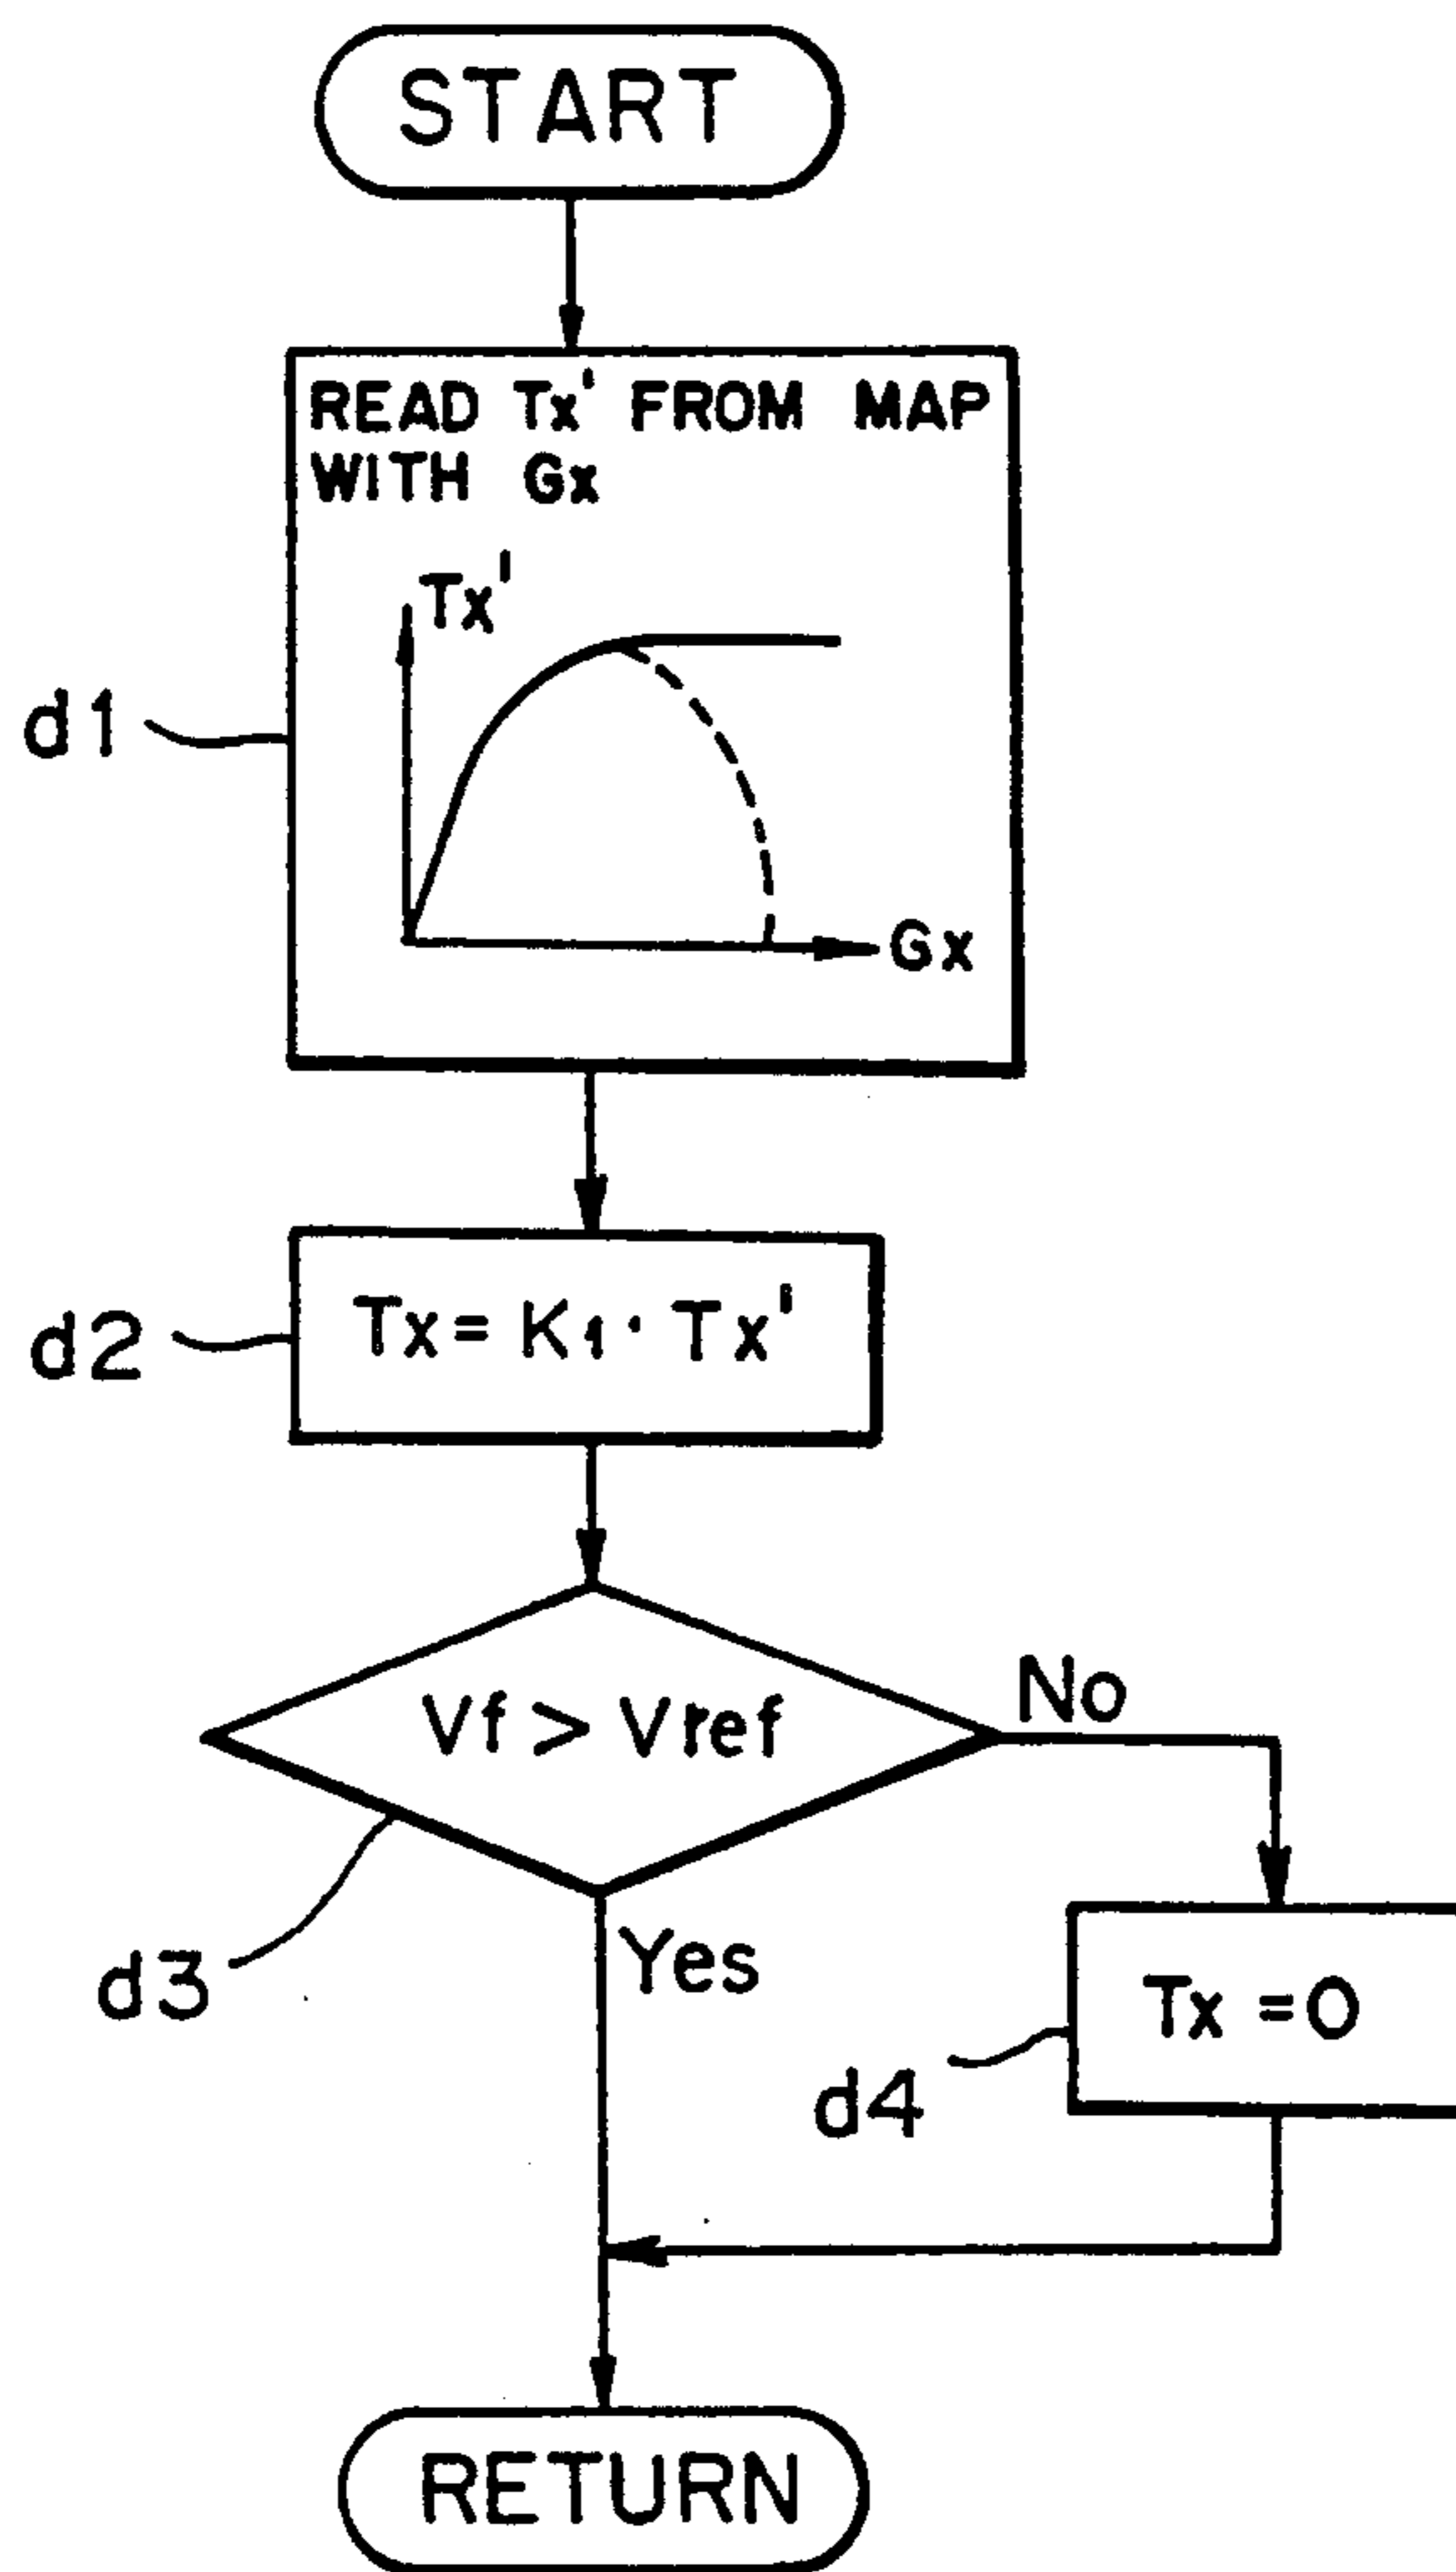 START
READ Tx' FROM MAP
WITH Gx
Tx'
d1
Gx
d2
Tx = K1 · Tx'
Vf > Vref
No
d3
Yes
Tx = 0
d4
RETURN